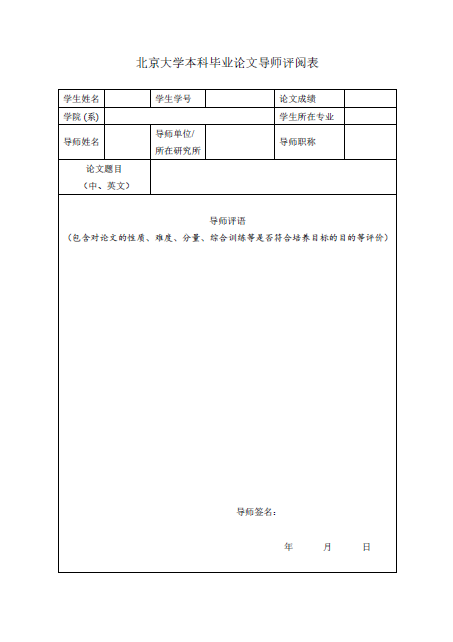 北京大学本科毕业论文导师评阅表
学生姓名 学生学号 论文成绩
学院 (系) 学生所在专业
导师姓名 导师单位/ 导师职称
所在研究所
论文题目
（中、英文）
导师评语
（包含对论文的性质、难度、分量、综合训练等是否符合培养目标的目的等评价）
导师签名：
年 月 日